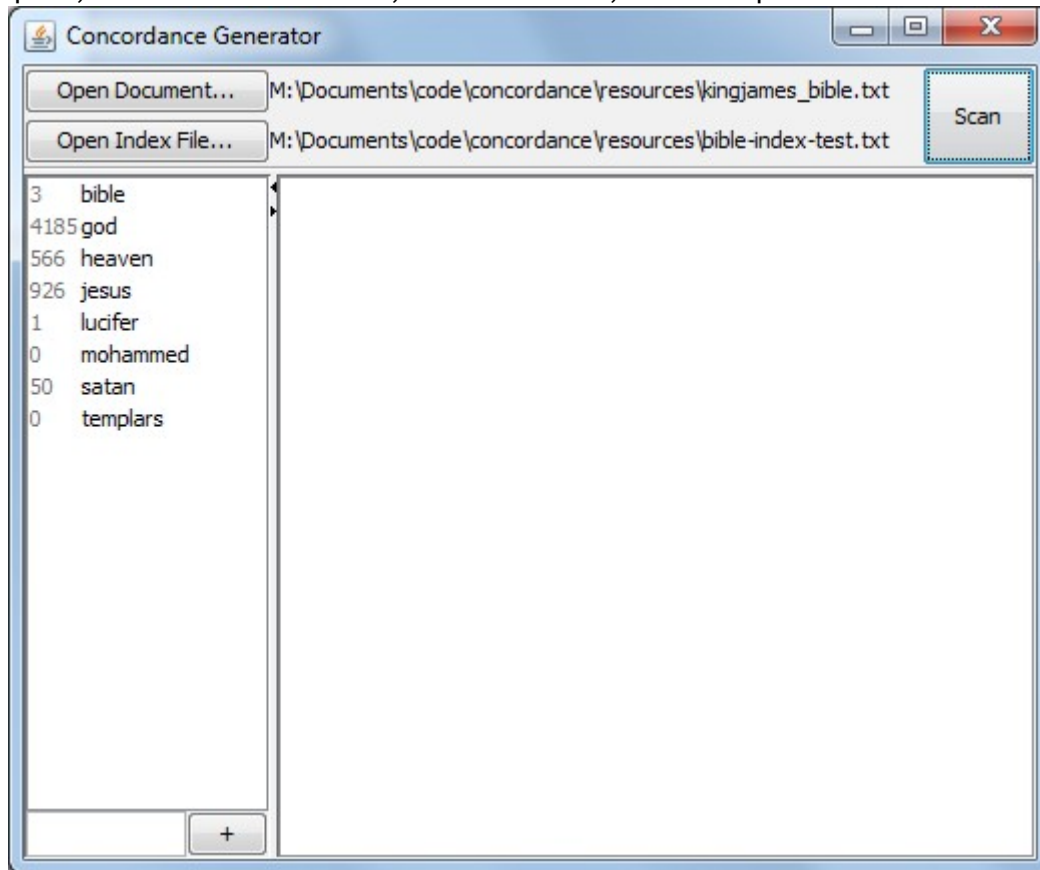 Concordance Generator
Open Document... M:\Documents\code\concordance\resources\kingjames_bible.txt
Scan
Open Index File... M:\Documents\code\concordance\resources\bible-index-test.txt
3 bible
4185 god
566 heaven
926 jesus
1 lucifer
0 mohammed
50 satan
0 templars
+